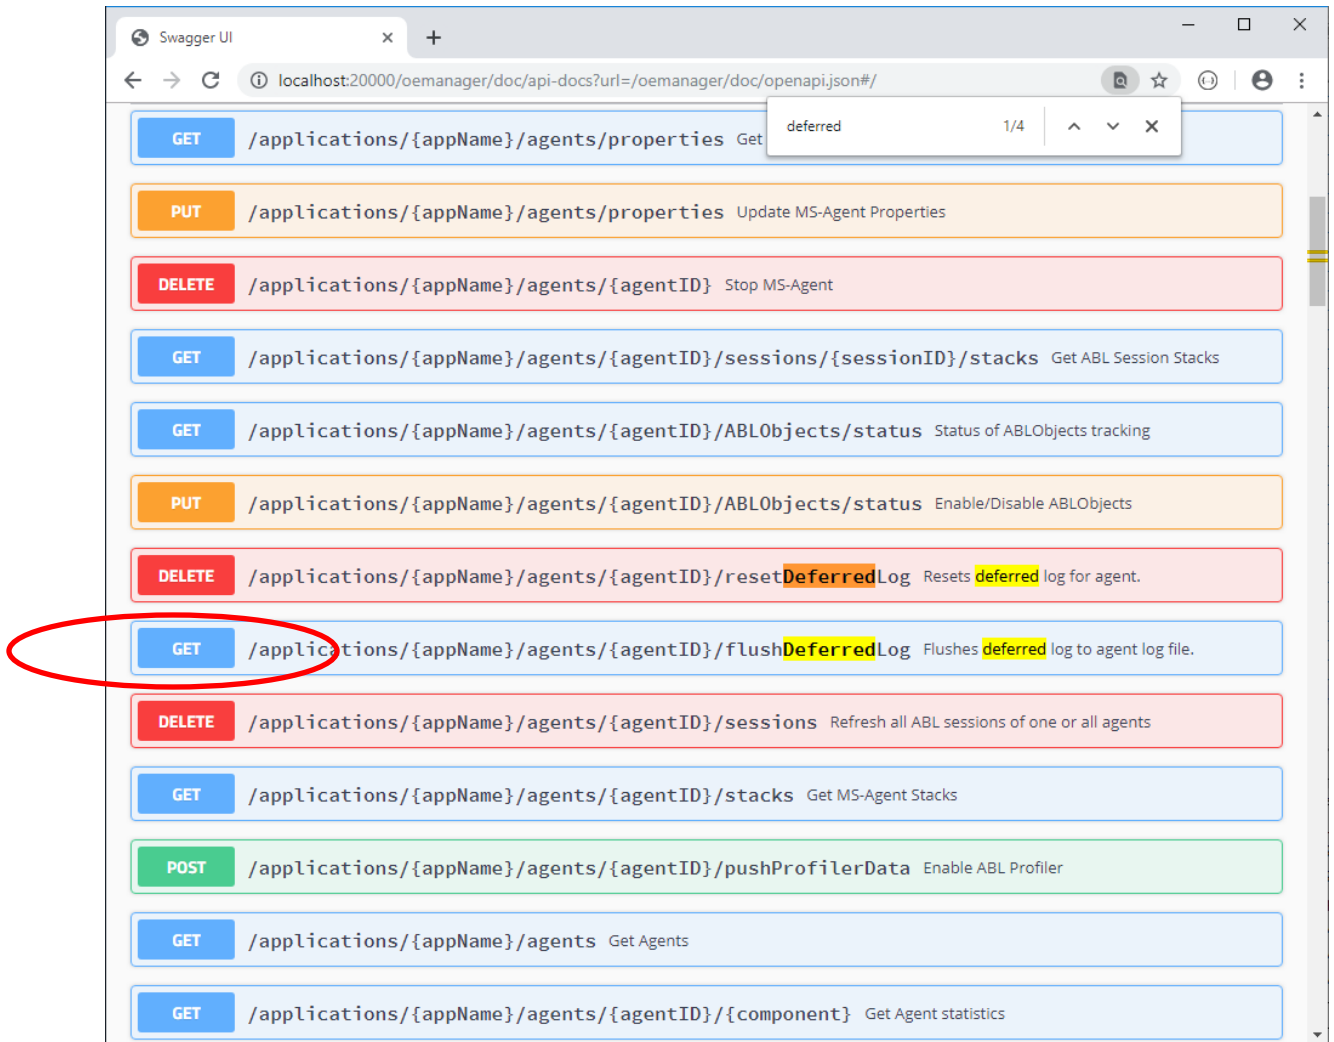 Swagger UI
localhost:20000/oemanager/doc/api-docs?url=/oemanager/doc/openapi.json#/
deferred 1/4
GET /applications/{appName}/agents/properties Get
PUT /applications/{appName}/agents/properties Update MS-Agent Properties
DELETE /applications/{appName}/agents/{agentID} Stop MS-Agent
GET /applications/{appName}/agents/{agentID}/sessions/{sessionID}/stacks Get ABL Session Stacks
GET /applications/{appName}/agents/{agentID}/ABLObjects/status Status of ABLObjects tracking
PUT /applications/{appName}/agents/{agentID}/ABLObjects/status Enable/Disable ABLObjects
DELETE /applications/{appName}/agents/{agentID}/resetDeferredLog Resets deferred log for agent.
GET /applications/{appName}/agents/{agentID}/flushDeferredLog Flushes deferred log to agent log file.
DELETE /applications/{appName}/agents/{agentID}/sessions Refresh all ABL sessions of one or all agents
GET /applications/{appName}/agents/{agentID}/stacks Get MS-Agent Stacks
POST /applications/{appName}/agents/{agentID}/pushProfilerData Enable ABL Profiler
GET /applications/{appName}/agents Get Agents
GET /applications/{appName}/agents/{agentID}/{component} Get Agent statistics